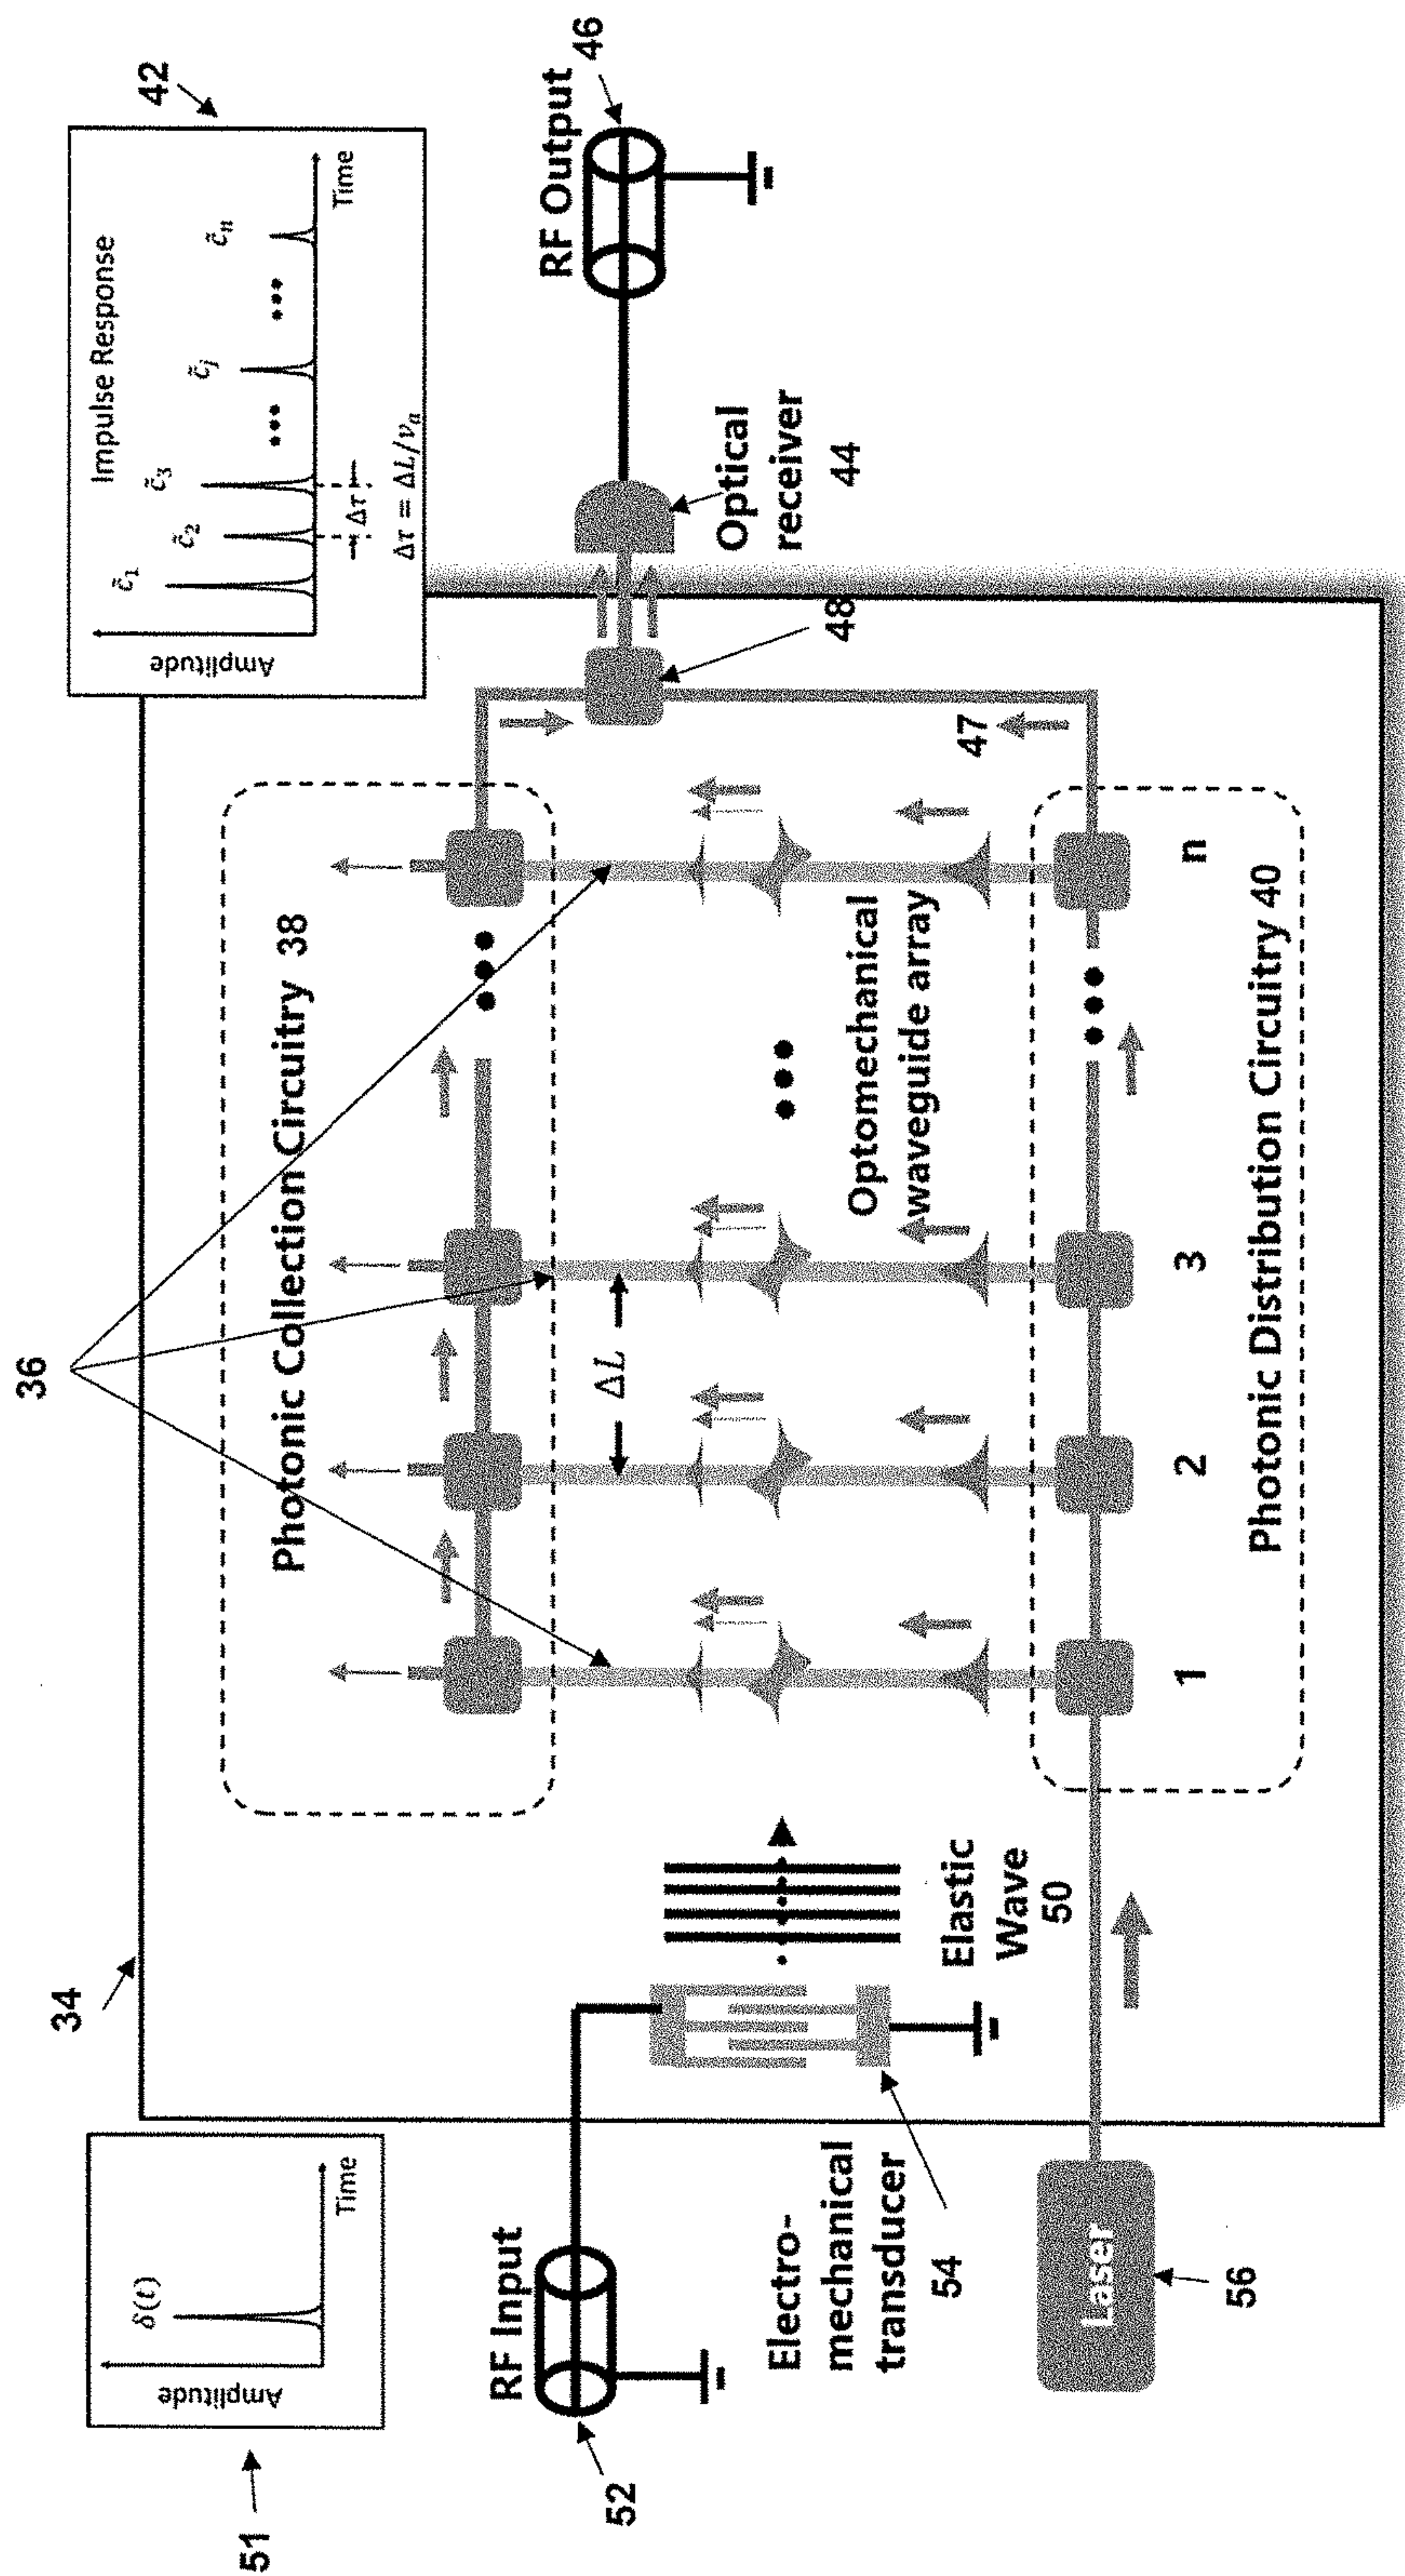 51
Amplitude
δ(t)
Time
34
36
42
Impulse Response
Amplitude
c̃₁
c̃₂
c̃₃
•••
c̃ⱼ
•••
c̃ₙ
Time
Δτ
Δτ = ΔL/vₐ
RF Input
52
Electro-
mechanical
transducer
54
Laser
56
Elastic
Wave
50
Photonic Collection Circuitry 38
•••
ΔL
•••
Optomechanical
waveguide array
•••
1
2
3
n
Photonic Distribution Circuitry 40
47
48
Optical
receiver
44
RF Output
46